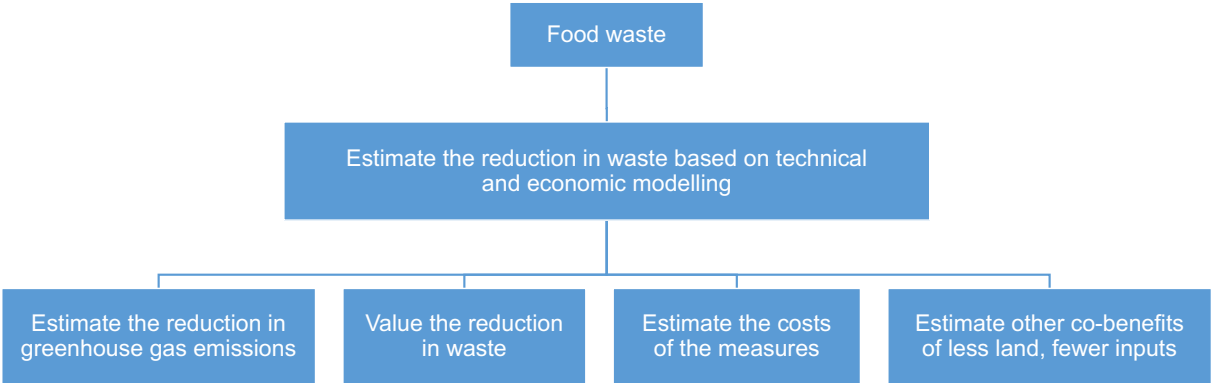 Food waste
Estimate the reduction in waste based on technical
and economic modelling
Estimate the reduction in
greenhouse gas emissions
Value the reduction
in waste
Estimate the costs
of the measures
Estimate other co-benefits
of less land, fewer inputs